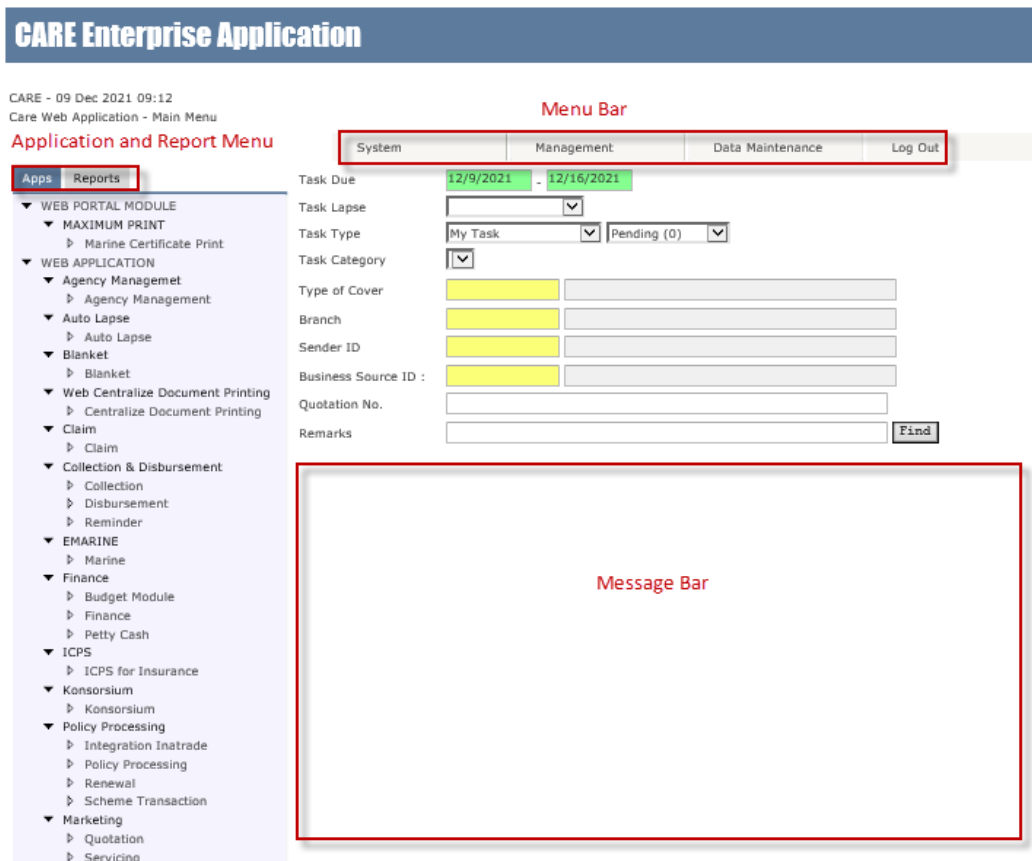 CARE Enterprise Application
CARE - 09 Dec 2021 09:12
Care Web Application - Main Menu
Menu Bar
Application and Report Menu
System Management Data Maintenance Log Out
Apps Reports
WEB PORTAL MODULE
MAXIMUM PRINT
Marine Certificate Print
WEB APPLICATION
Agency Managemet
Agency Management
Auto Lapse
Auto Lapse
Blanket
Blanket
Web Centralize Document Printing
Centralize Document Printing
Claim
Claim
Collection & Disbursement
Collection
Disbursement
Reminder
EMARINE
Marine
Finance
Budget Module
Finance
Petty Cash
ICPS
ICPS for Insurance
Konsorsium
Konsorsium
Policy Processing
Integration Inatrade
Policy Processing
Renewal
Scheme Transaction
Marketing
Quotation
Servicing
Task Due 12/9/2021 - 12/16/2021
Task Lapse
Task Type My Task Pending (0)
Task Category
Type of Cover
Branch
Sender ID
Business Source ID :
Quotation No.
Remarks Find
Message Bar